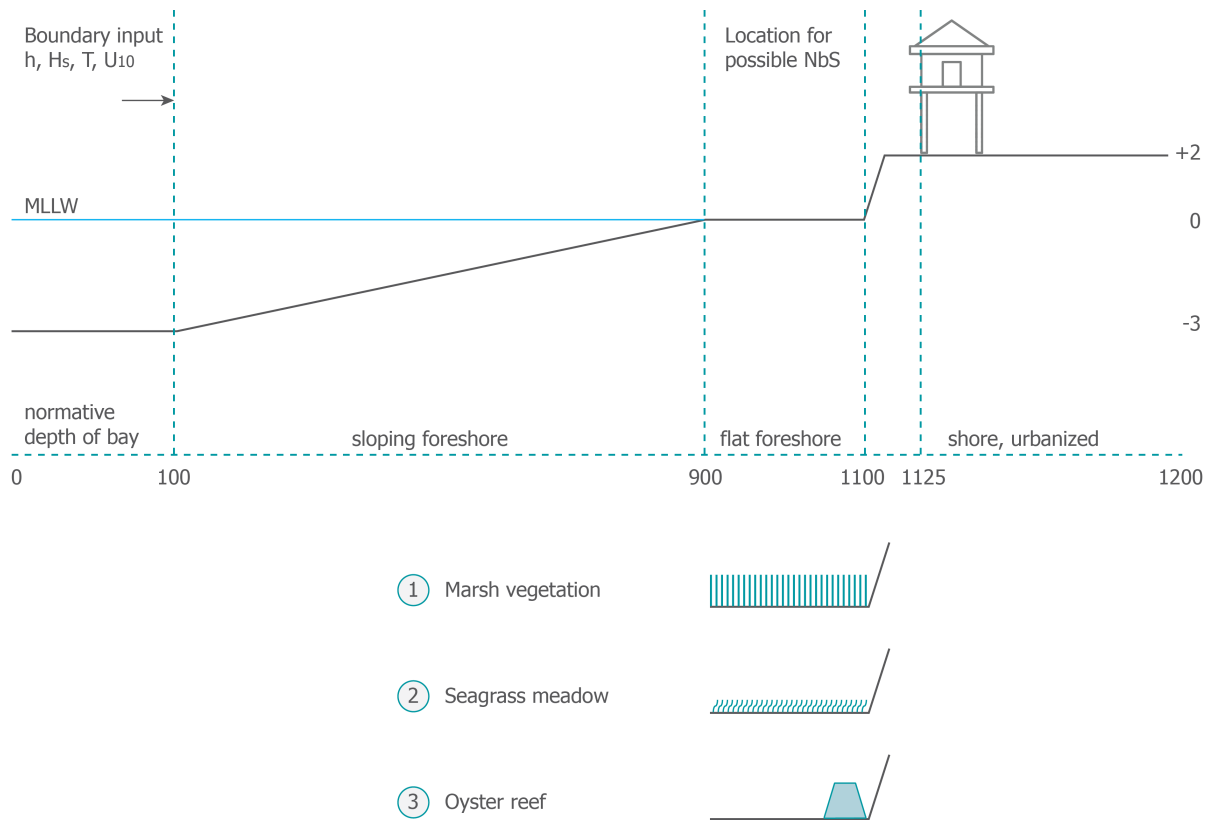 Boundary input
h, Hs, T, U10
Location for
possible NbS
+2
MLLW
0
-3
normative
depth of bay
sloping foreshore
flat foreshore
shore, urbanized
0
100
900
1100
1125
1200
1 Marsh vegetation
2 Seagrass meadow
3 Oyster reef